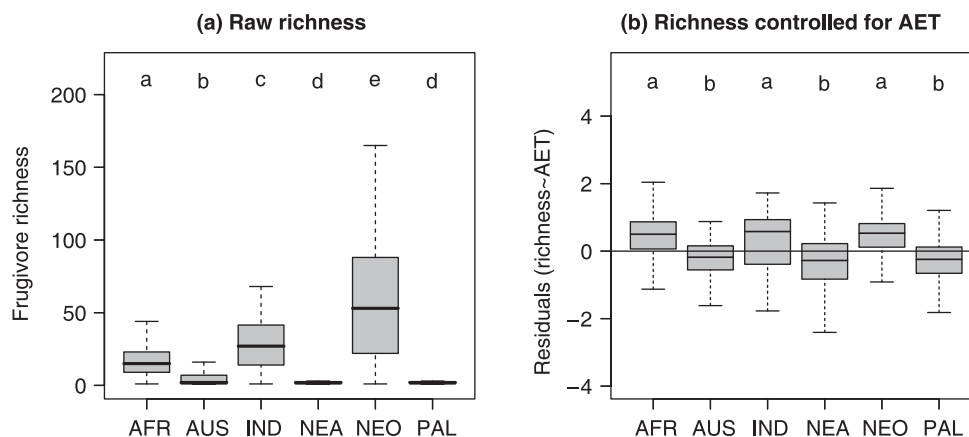 (a) Raw richness
Frugivore richness
200
150
100
50
0
a b c d e d
AFR AUS IND NEA NEO PAL
(b) Richness controlled for AET
Residuals (richness~AET)
4
2
0
−2
−4
a b a b a b
AFR AUS IND NEA NEO PAL